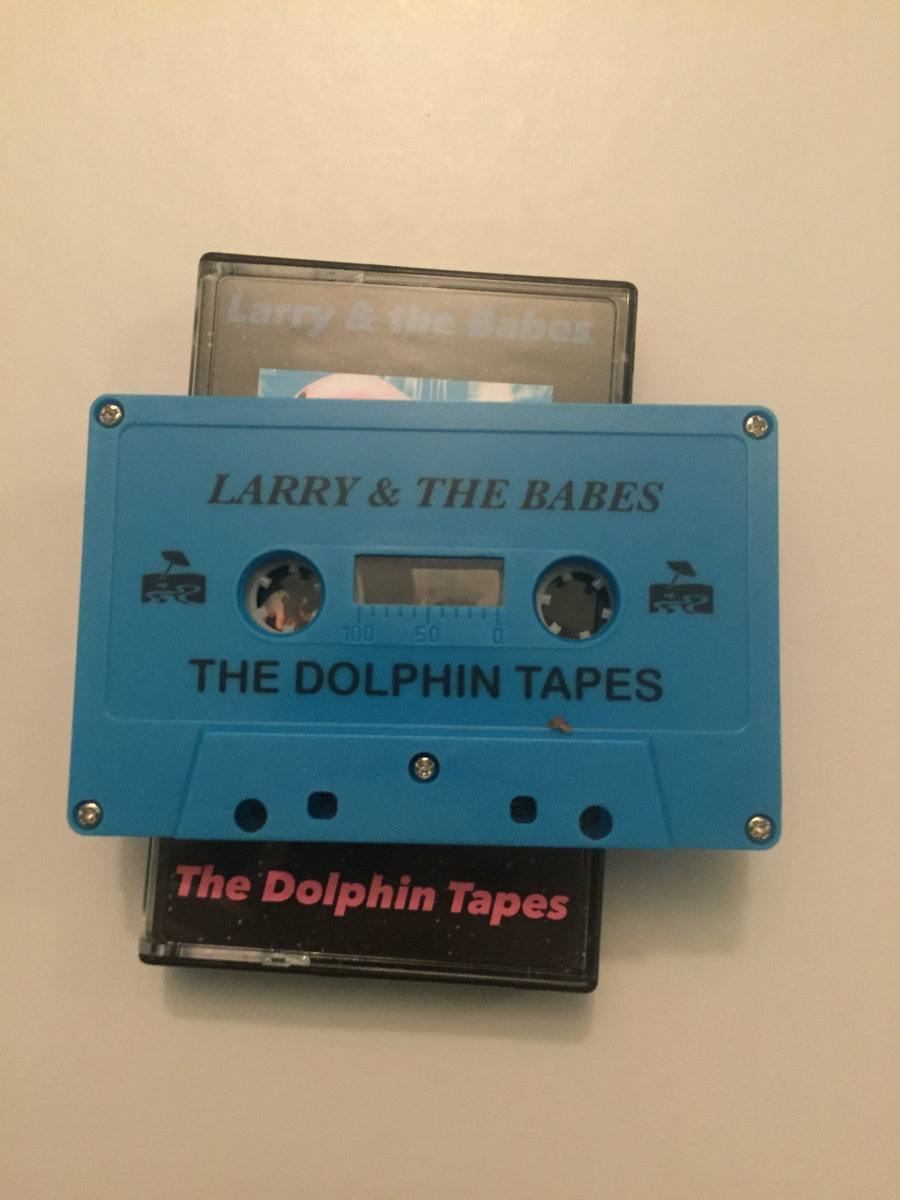 Larry & the Babes
LARRY & THE BABES
100 50 0
THE DOLPHIN TAPES
The Dolphin Tapes